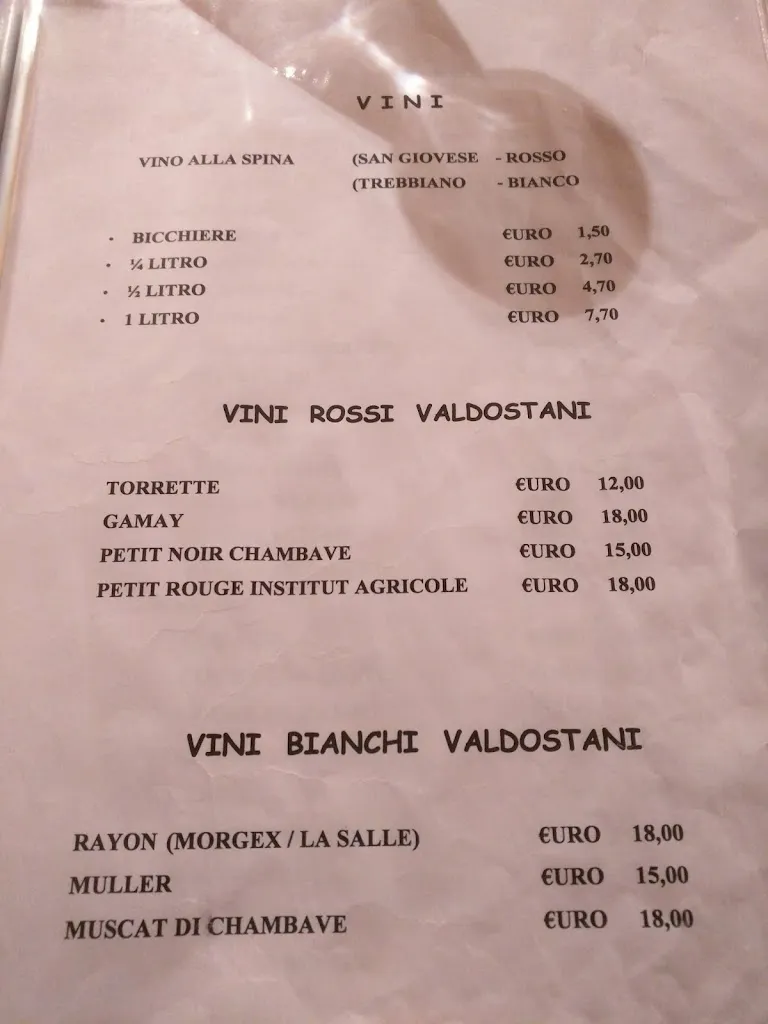 VINI
VINO ALLA SPINA (SAN GIOVESE - ROSSO
(TREBBIANO - BIANCO
• BICCHIERE €URO 1,50
• ¼ LITRO €URO 2,70
• ½ LITRO €URO 4,70
• 1 LITRO €URO 7,70
VINI ROSSI VALDOSTANI
TORRETTE €URO 12,00
GAMAY €URO 18,00
PETIT NOIR CHAMBAVE €URO 15,00
PETIT ROUGE INSTITUT AGRICOLE €URO 18,00
VINI BIANCHI VALDOSTANI
RAYON (MORGEX / LA SALLE) €URO 18,00
MULLER €URO 15,00
MUSCAT DI CHAMBAVE €URO 18,00